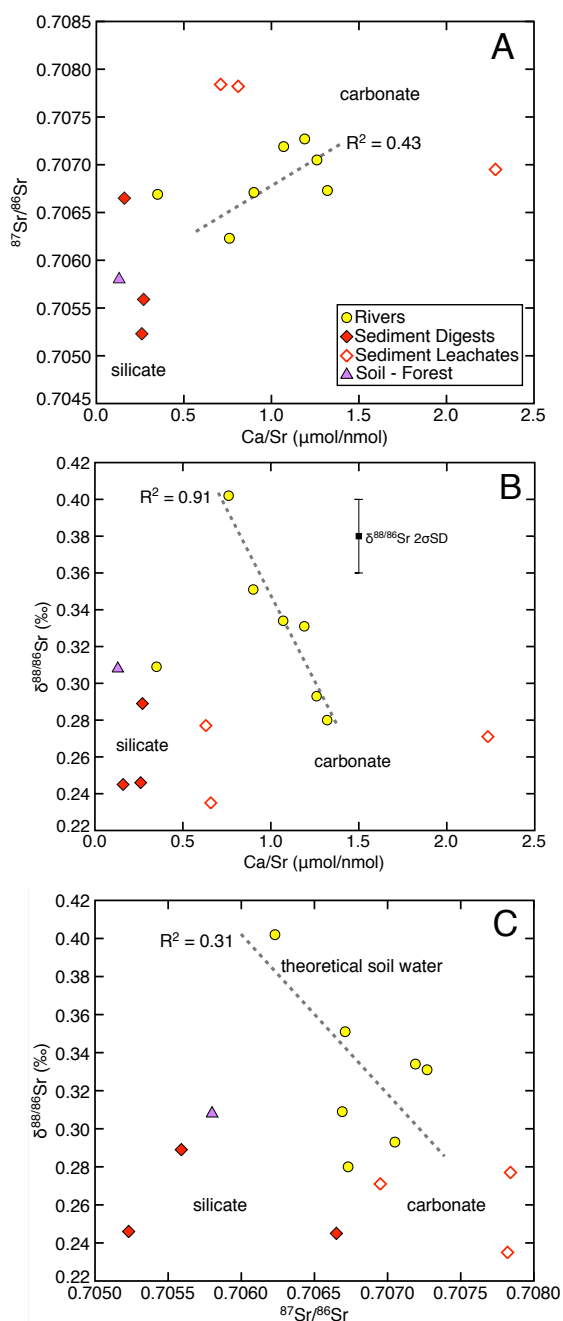 A
0.7085
0.7080
0.7075
0.7070
0.7065
0.7060
0.7055
0.7050
0.7045
⁸⁷Sr/⁸⁶Sr
carbonate
R² = 0.43
silicate
Rivers
Sediment Digests
Sediment Leachates
Soil - Forest
0.0 0.5 1.0 1.5 2.0 2.5
Ca/Sr (μmol/nmol)
B
0.42
0.40
0.38
0.36
0.34
0.32
0.30
0.28
0.26
0.24
0.22
δ⁸⁸/⁸⁶Sr (‰)
R² = 0.91
δ⁸⁸/⁸⁶Sr 2σSD
silicate
carbonate
0.0 0.5 1.0 1.5 2.0 2.5
Ca/Sr (μmol/nmol)
C
0.42
0.40
0.38
0.36
0.34
0.32
0.30
0.28
0.26
0.24
0.22
δ⁸⁸/⁸⁶Sr (‰)
R² = 0.31
theoretical soil water
silicate
carbonate
0.7050 0.7055 0.7060 0.7065 0.7070 0.7075 0.7080
⁸⁷Sr/⁸⁶Sr